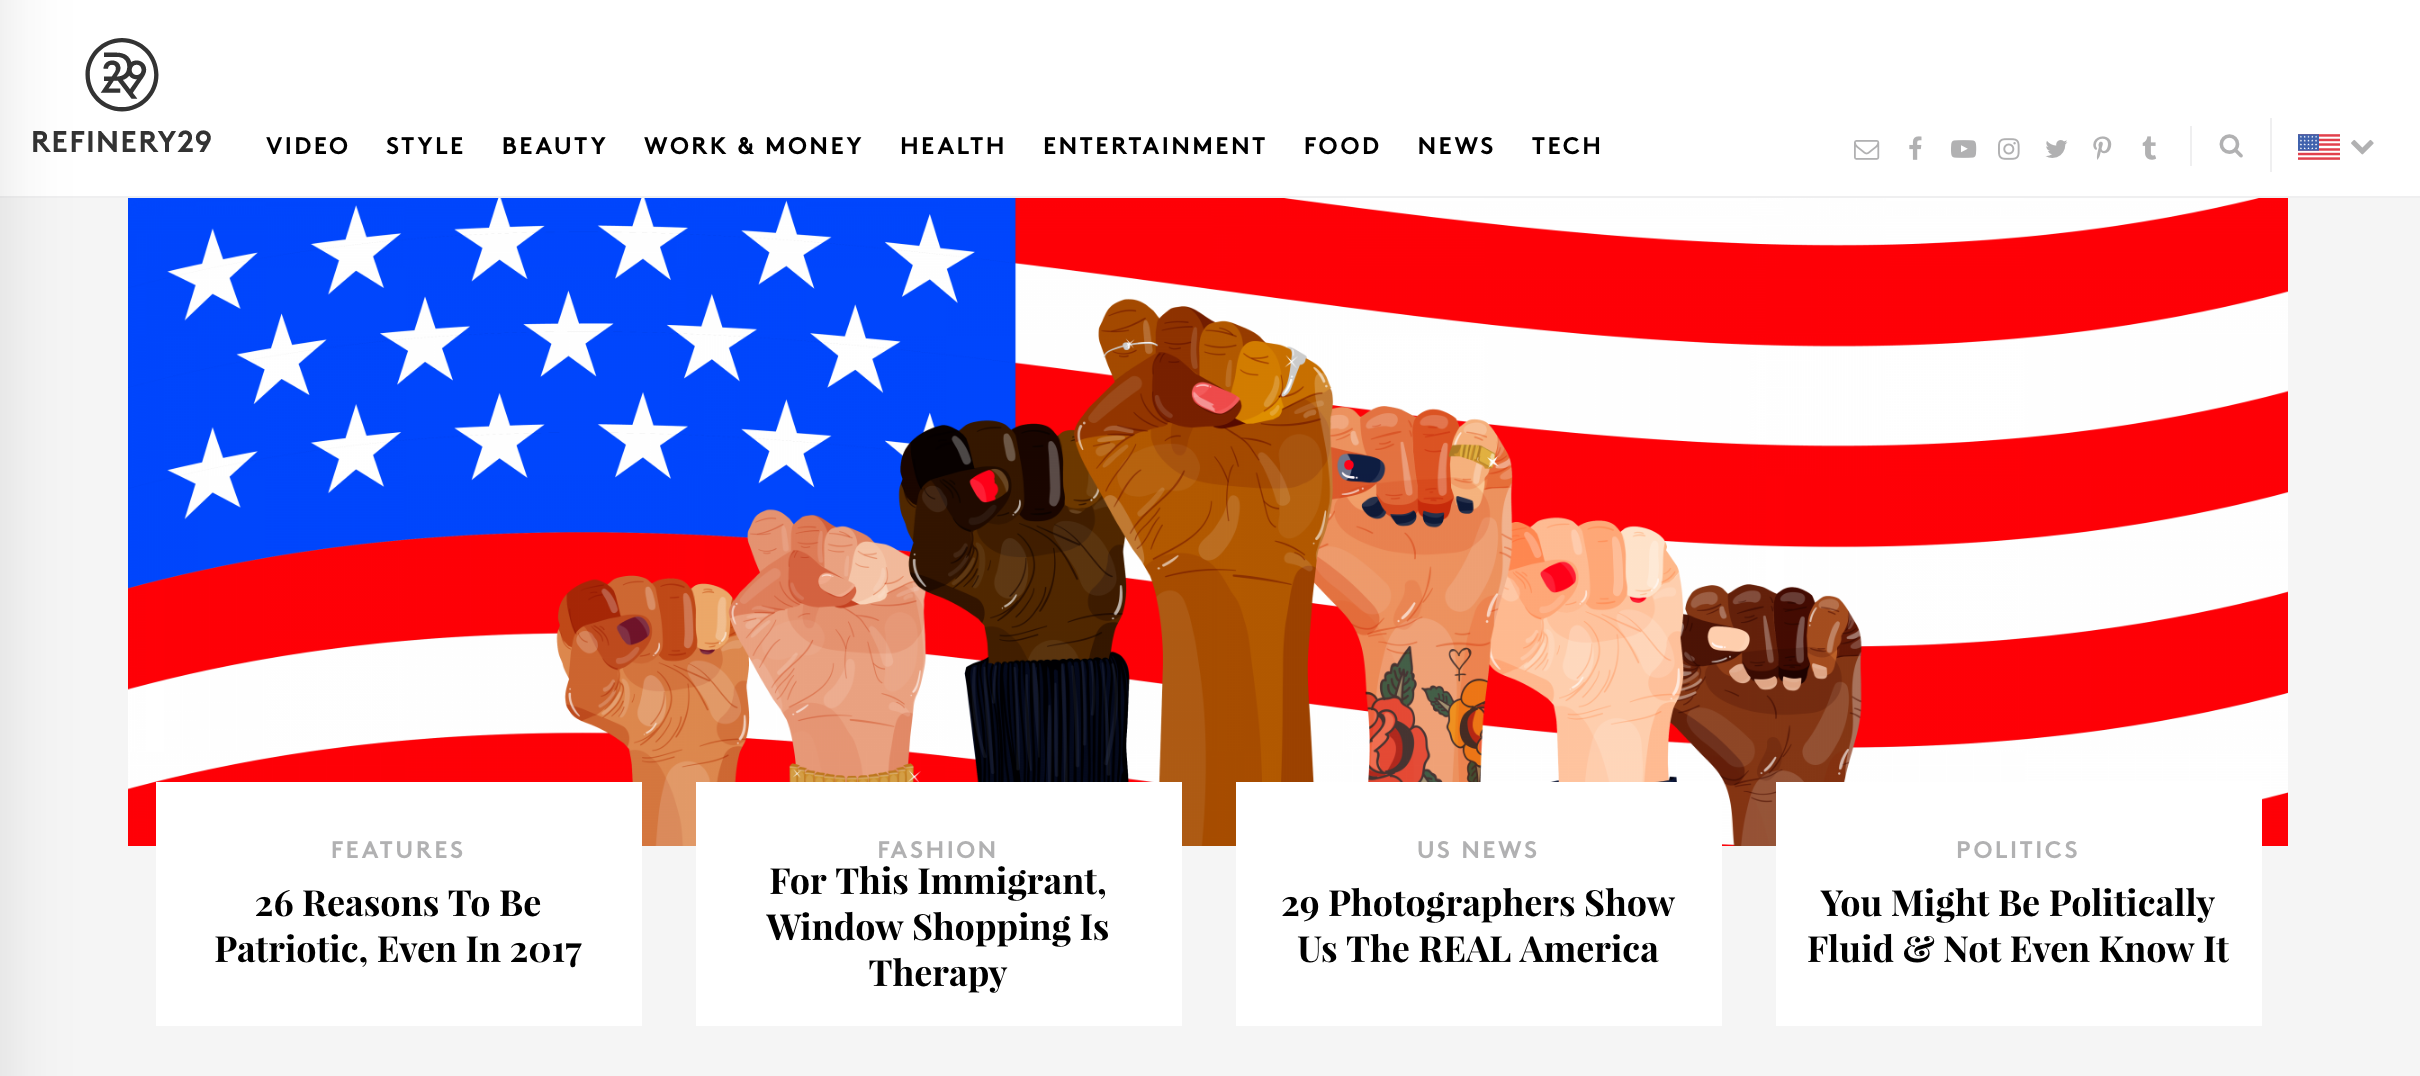 REFINERY29
VIDEO STYLE BEAUTY WORK & MONEY HEALTH ENTERTAINMENT FOOD NEWS TECH
FEATURES
26 Reasons To Be
Patriotic, Even In 2017
FASHION
For This Immigrant,
Window Shopping Is
Therapy
US NEWS
29 Photographers Show
Us The REAL America
POLITICS
You Might Be Politically
Fluid & Not Even Know It